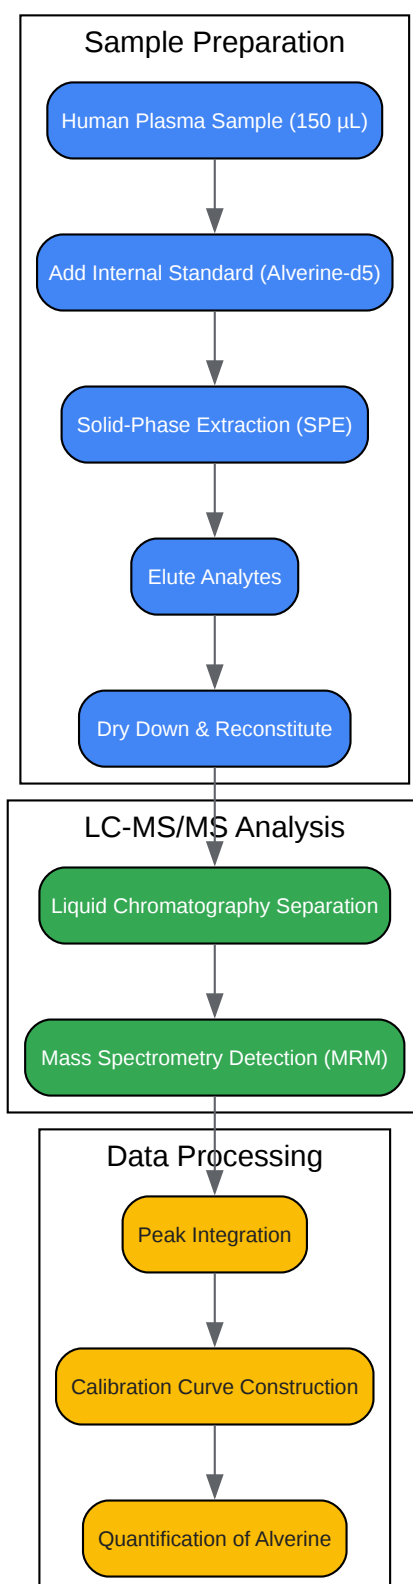 Sample Preparation
Human Plasma Sample (150 µL)
Add Internal Standard (Alverine-d5)
Solid-Phase Extraction (SPE)
Elute Analytes
Dry Down & Reconstitute
LC-MS/MS Analysis
Liquid Chromatography Separation
Mass Spectrometry Detection (MRM)
Data Processing
Peak Integration
Calibration Curve Construction
Quantification of Alverine